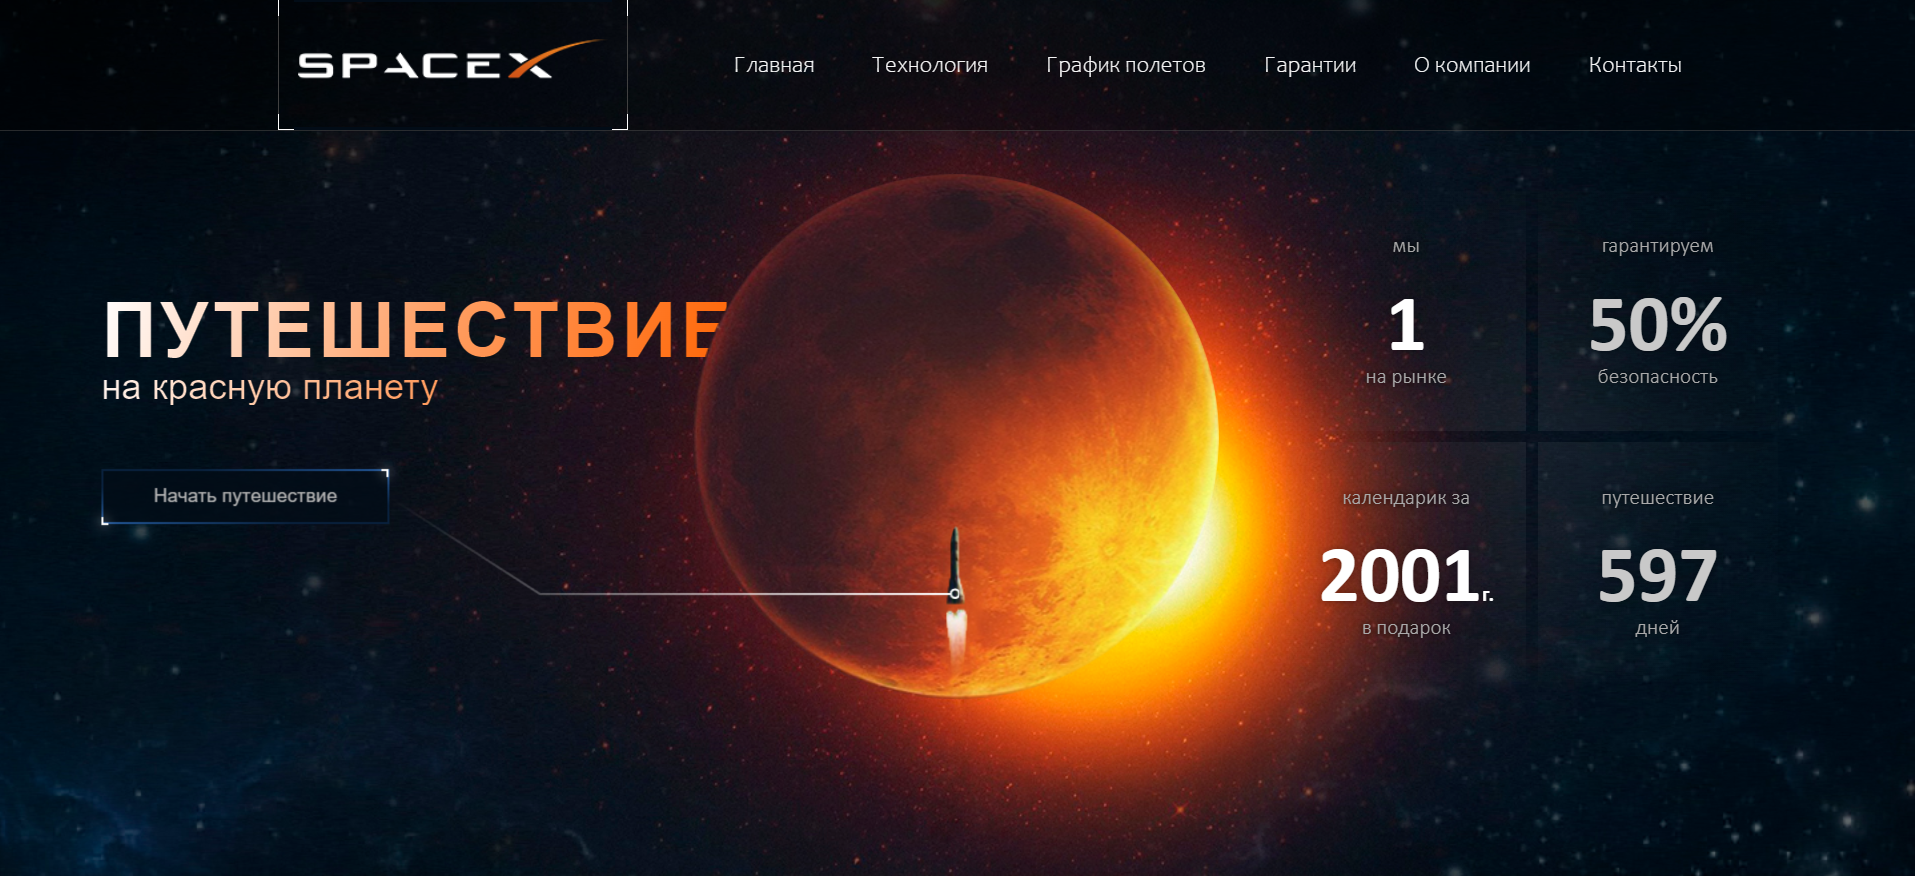 SPACEX
Главная Технология График полетов Гарантии О компании Контакты
ПУТЕШЕСТВИЕ
на красную планету
Начать путешествие
мы
1
на рынке
гарантируем
50%
безопасность
календарик за
2001г.
в подарок
путешествие
597
дней